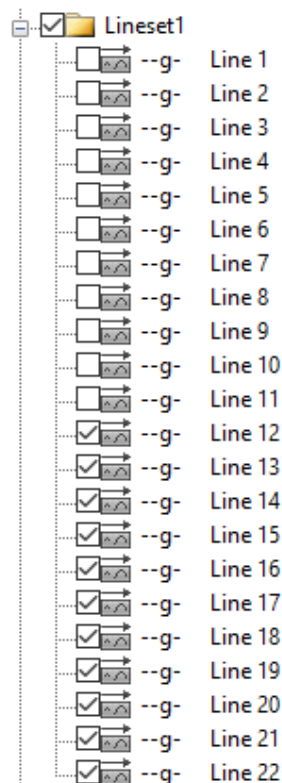 Lineset1
--g- Line 1
--g- Line 2
--g- Line 3
--g- Line 4
--g- Line 5
--g- Line 6
--g- Line 7
--g- Line 8
--g- Line 9
--g- Line 10
--g- Line 11
--g- Line 12
--g- Line 13
--g- Line 14
--g- Line 15
--g- Line 16
--g- Line 17
--g- Line 18
--g- Line 19
--g- Line 20
--g- Line 21
--g- Line 22